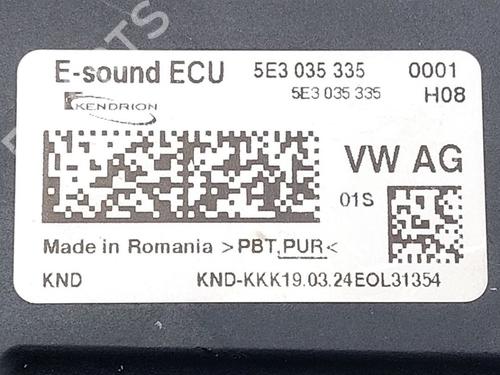 E-sound ECU 5E3 035 335 0001
KENDRION 5E3 035 335 H08
VW AG
01S
Made in Romania >PBT,PUR<
KND KND-KKK19.03.24EOL31354